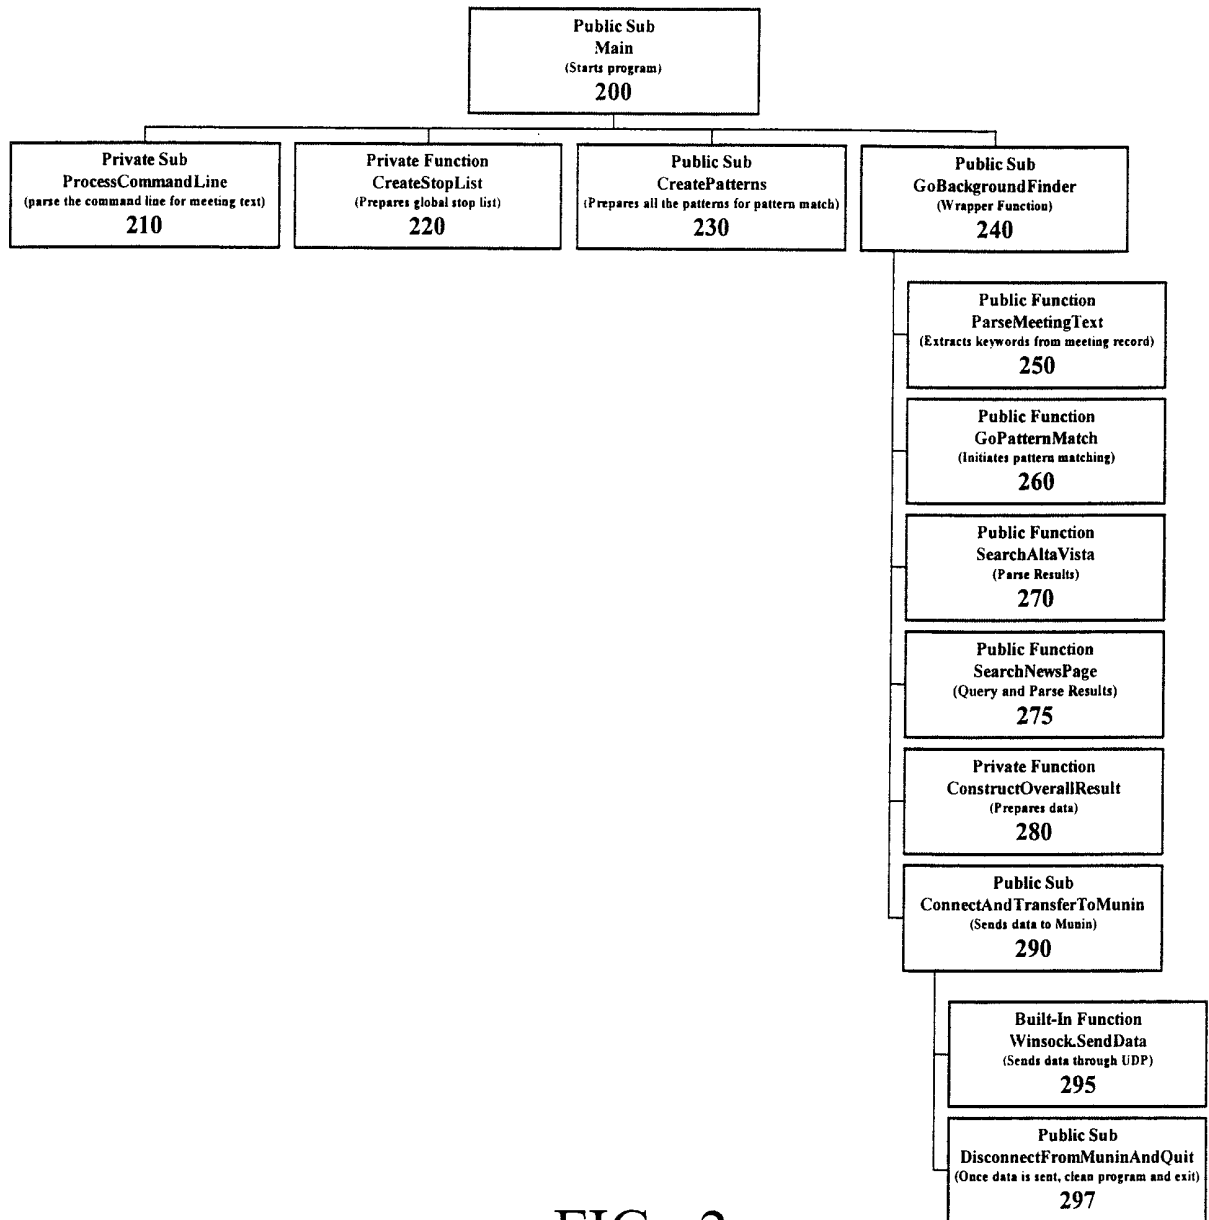 Public Sub
Main
(Starts program)
200
Private Sub
ProcessCommandLine
(parse the command line for meeting text)
210
Private Function
CreateStopList
(Prepares global stop list)
220
Public Sub
CreatePatterns
(Prepares all the patterns for pattern match)
230
Public Sub
GoBackgroundFinder
(Wrapper Function)
240
Public Function
ParseMeetingText
(Extracts keywords from meeting record)
250
Public Function
GoPatternMatch
(Initiates pattern matching)
260
Public Function
SearchAltaVista
(Parse Results)
270
Public Function
SearchNewsPage
(Query and Parse Results)
275
Private Function
ConstructOverallResult
(Prepares data)
280
Public Sub
ConnectAndTransferToMunin
(Sends data to Munin)
290
Built-In Function
Winsock.SendData
(Sends data through UDP)
295
Public Sub
DisconnectFromMuninAndQuit
(Once data is sent, clean program and exit)
297
FIG. 2